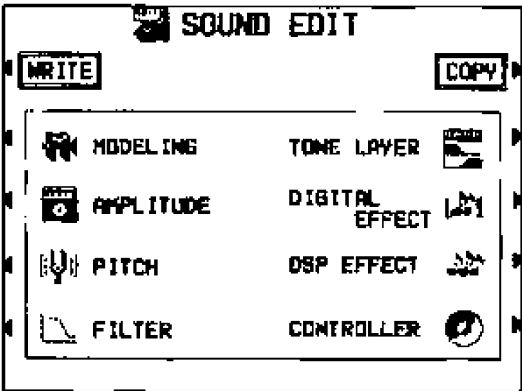 SOUND EDIT
WRITE
COPY
MODELING
TONE LAYER
AMPLITUDE
DIGITAL
EFFECT
PITCH
DSP EFFECT
FILTER
CONTROLLER